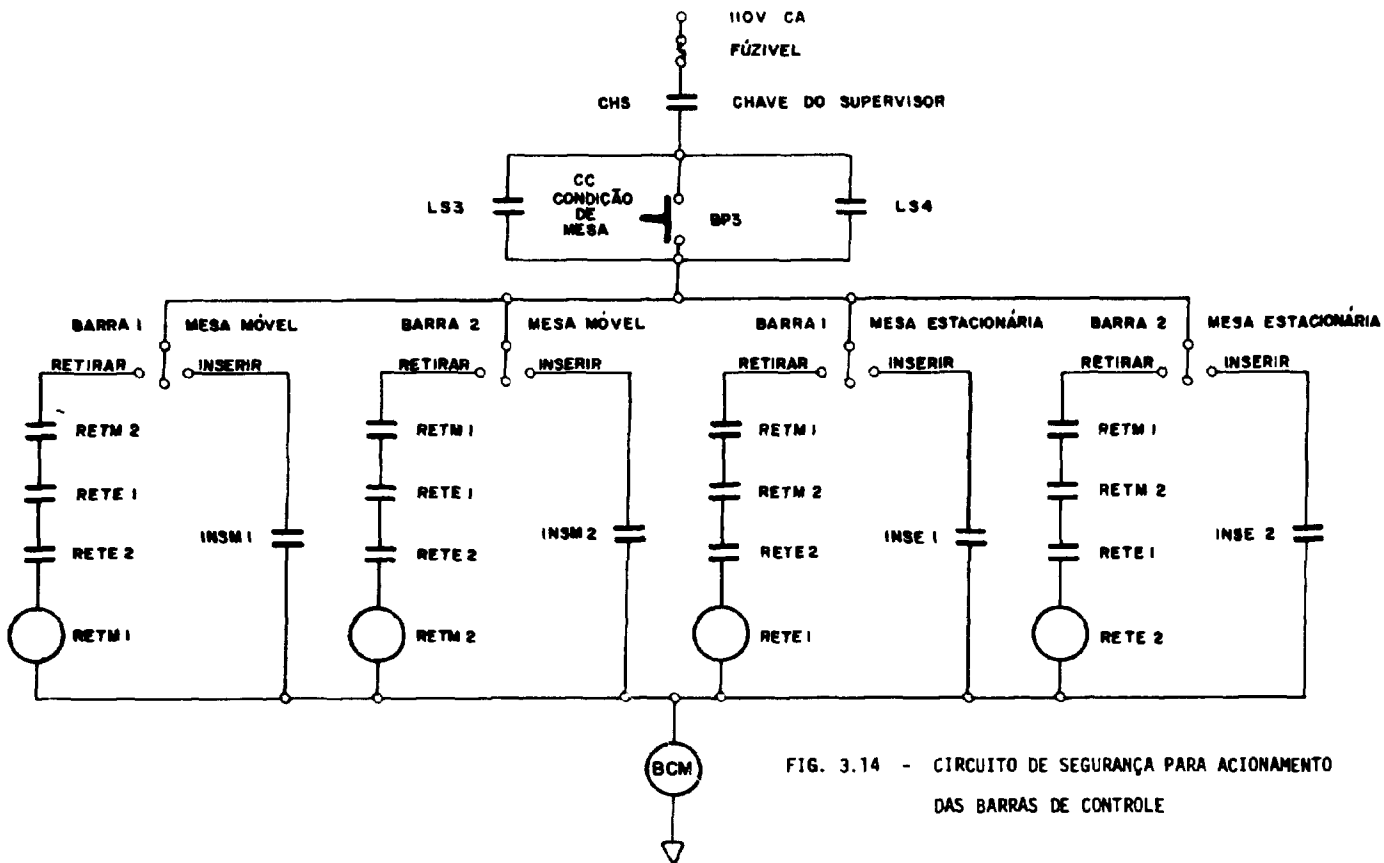 110V CA
FÚZIVEL
CHS CHAVE DO SUPERVISOR
LS3
CC
CONDIÇÃO
DE
MESA
BP3
LS4
BARRA 1 MESA MÓVEL
RETIRAR INSERIR
BARRA 2 MESA MÓVEL
RETIRAR INSERIR
BARRA 1 MESA ESTACIONÁRIA
RETIRAR INSERIR
BARRA 2 MESA ESTACIONÁRIA
RETIRAR INSERIR
RETM 2
RETE 1
RETE 2
RETM 1
INSM 1
RETM 1
RETE 1
RETE 2
RETM 2
INSM 2
RETM 1
RETM 2
RETE 2
RETE 1
INSE 1
RETM 1
RETM 2
RETE 1
RETE 2
INSE 2
BCM
FIG. 3.14 - CIRCUITO DE SEGURANÇA PARA ACIONAMENTO
DAS BARRAS DE CONTROLE